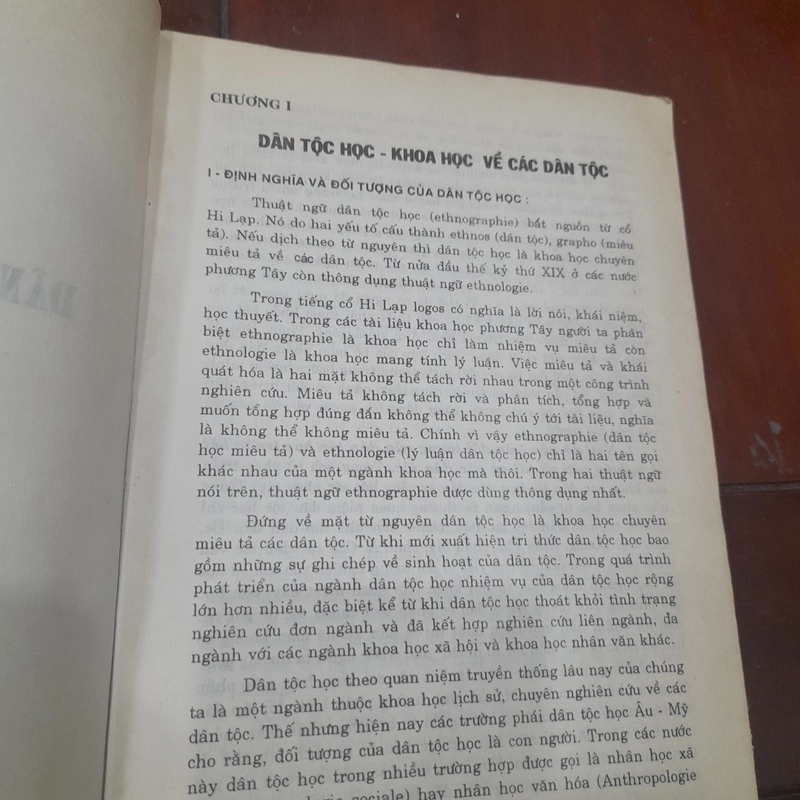 CHƯƠNG I
DÂN TỘC HỌC - KHOA HỌC VỀ CÁC DÂN TỘC
I - ĐỊNH NGHĨA VÀ ĐỐI TƯỢNG CỦA DÂN TỘC HỌC :
Thuật ngữ dân tộc học (ethnographie) bắt nguồn từ cổ
Hi Lạp. Nó do hai yếu tố cấu thành ethnos (dân tộc), grapho (miêu
tả). Nếu dịch theo từ nguyên thì dân tộc học là khoa học chuyên
miêu tả về các dân tộc. Từ nửa đầu thế kỷ thứ XIX ở các nước
phương Tây còn thông dụng thuật ngữ ethnologie.
Trong tiếng cổ Hi Lạp logos có nghĩa là lời nói, khái niệm,
học thuyết. Trong các tài liệu khoa học phương Tây người ta phân
biệt ethnographie là khoa học chỉ làm nhiệm vụ miêu tả còn
ethnologie là khoa học mang tính lý luận. Việc miêu tả và khái
quát hóa là hai mặt không thể tách rời nhau trong một công trình
nghiên cứu. Miêu tả không tách rời và phân tích, tổng hợp và
muốn tổng hợp đúng đắn không thể không chú ý tới tài liệu, nghĩa
là không thể không miêu tả. Chính vì vậy ethnographie (dân tộc
học miêu tả) và ethnologie (lý luận dân tộc học) chỉ là hai tên gọi
khác nhau của một ngành khoa học mà thôi. Trong hai thuật ngữ
nói trên, thuật ngữ ethnographie được dùng thông dụng nhất.
Đứng về mặt từ nguyên dân tộc học là khoa học chuyên
miêu tả các dân tộc. Từ khi mới xuất hiện tri thức dân tộc học bao
gồm những sự ghi chép về sinh hoạt của dân tộc. Trong quá trình
phát triển của ngành dân tộc học nhiệm vụ của dân tộc học rộng
lớn hơn nhiều, đặc biệt kể từ khi dân tộc học thoát khỏi tình trạng
nghiên cứu đơn ngành và đã kết hợp nghiên cứu liên ngành, đa
ngành với các ngành khoa học xã hội và khoa học nhân văn khác.
Dân tộc học theo quan niệm truyền thống lâu nay của chúng
ta là một ngành thuộc khoa học lịch sử, chuyên nghiên cứu về các
dân tộc. Thế nhưng hiện nay các trường phái dân tộc học Âu - Mỹ
cho rằng, đối tượng của dân tộc học là con người. Trong các nước
này dân tộc học trong nhiều trường hợp được gọi là nhân học xã
sociale) hay nhân học văn hóa (Anthropologie